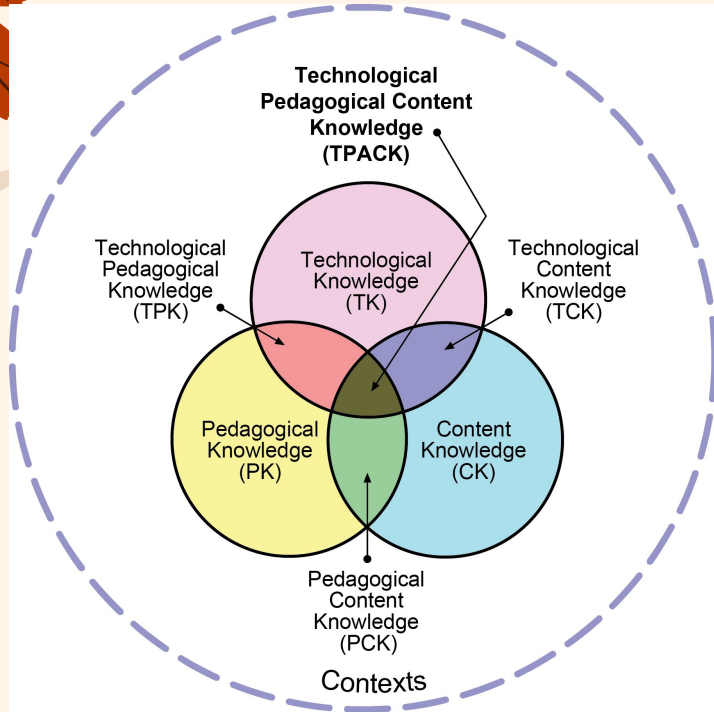 Technological
Pedagogical Content
Knowledge
(TPACK)
Technological
Pedagogical
Knowledge
(TPK)
Technological
Knowledge
(TK)
Technological
Content
Knowledge
(TCK)
Pedagogical
Knowledge
(PK)
Content
Knowledge
(CK)
Pedagogical
Content
Knowledge
(PCK)
Contexts